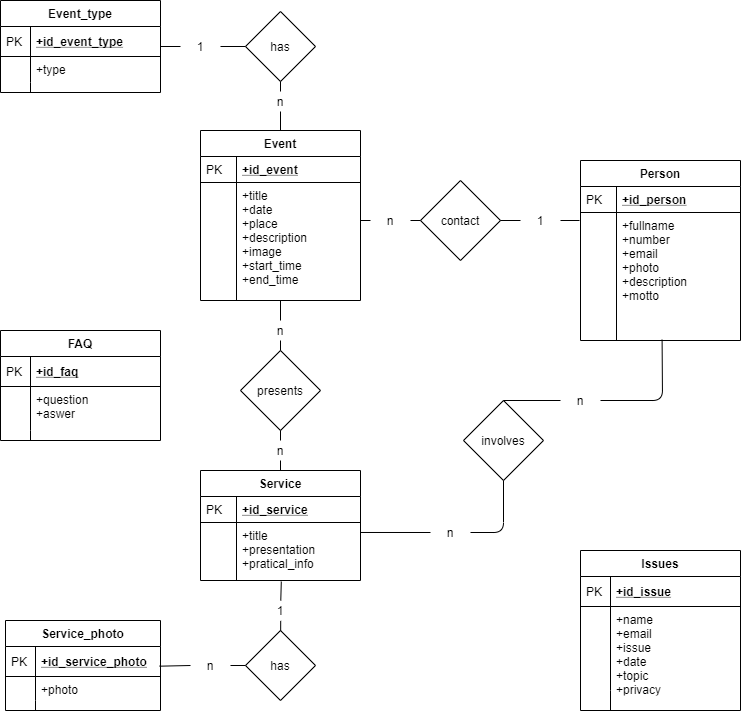 Event_type
PK +id_event_type
+type
1
has
n
Event
PK +id_event
+title
+date
+place
+description
+image
+start_time
+end_time
n
contact
1
Person
PK +id_person
+fullname
+number
+email
+photo
+description
+motto
n
presents
n
FAQ
PK +id_faq
+question
+aswer
n
involves
n
Service
PK +id_service
+title
+presentation
+pratical_info
1
has
n
Service_photo
PK +id_service_photo
+photo
Issues
PK +id_issue
+name
+email
+issue
+date
+topic
+privacy